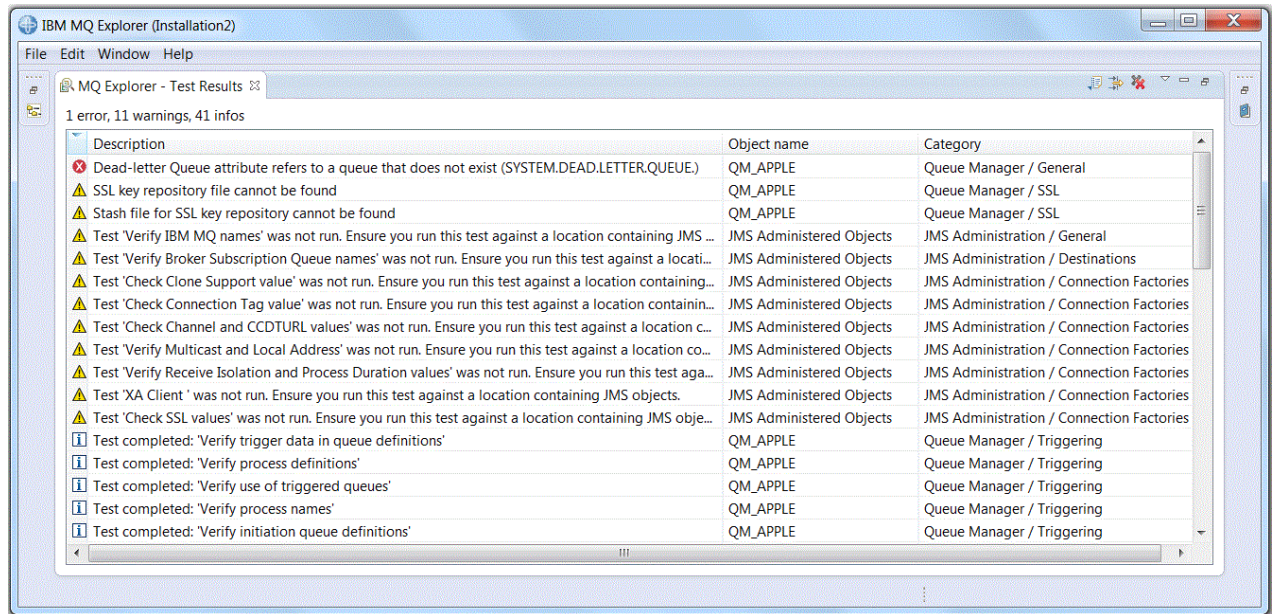 IBM MQ Explorer (Installation2)
File Edit Window Help
MQ Explorer - Test Results
1 error, 11 warnings, 41 infos
Description Object name Category
Dead-letter Queue attribute refers to a queue that does not exist (SYSTEM.DEAD.LETTER.QUEUE.) QM_APPLE Queue Manager / General
SSL key repository file cannot be found QM_APPLE Queue Manager / SSL
Stash file for SSL key repository cannot be found QM_APPLE Queue Manager / SSL
Test 'Verify IBM MQ names' was not run. Ensure you run this test against a location containing JMS ... JMS Administered Objects JMS Administration / General
Test 'Verify Broker Subscription Queue names' was not run. Ensure you run this test against a locati... JMS Administered Objects JMS Administration / Destinations
Test 'Check Clone Support value' was not run. Ensure you run this test against a location containing... JMS Administered Objects JMS Administration / Connection Factories
Test 'Check Connection Tag value' was not run. Ensure you run this test against a location containin... JMS Administered Objects JMS Administration / Connection Factories
Test 'Check Channel and CCDTURL values' was not run. Ensure you run this test against a location c... JMS Administered Objects JMS Administration / Connection Factories
Test 'Verify Multicast and Local Address' was not run. Ensure you run this test against a location co... JMS Administered Objects JMS Administration / Connection Factories
Test 'Verify Receive Isolation and Process Duration values' was not run. Ensure you run this test aga... JMS Administered Objects JMS Administration / Connection Factories
Test 'XA Client ' was not run. Ensure you run this test against a location containing JMS objects. JMS Administered Objects JMS Administration / Connection Factories
Test 'Check SSL values' was not run. Ensure you run this test against a location containing JMS obje... JMS Administered Objects JMS Administration / Connection Factories
Test completed: 'Verify trigger data in queue definitions' QM_APPLE Queue Manager / Triggering
Test completed: 'Verify process definitions' QM_APPLE Queue Manager / Triggering
Test completed: 'Verify use of triggered queues' QM_APPLE Queue Manager / Triggering
Test completed: 'Verify process names' QM_APPLE Queue Manager / Triggering
Test completed: 'Verify initiation queue definitions' QM_APPLE Queue Manager / Triggering